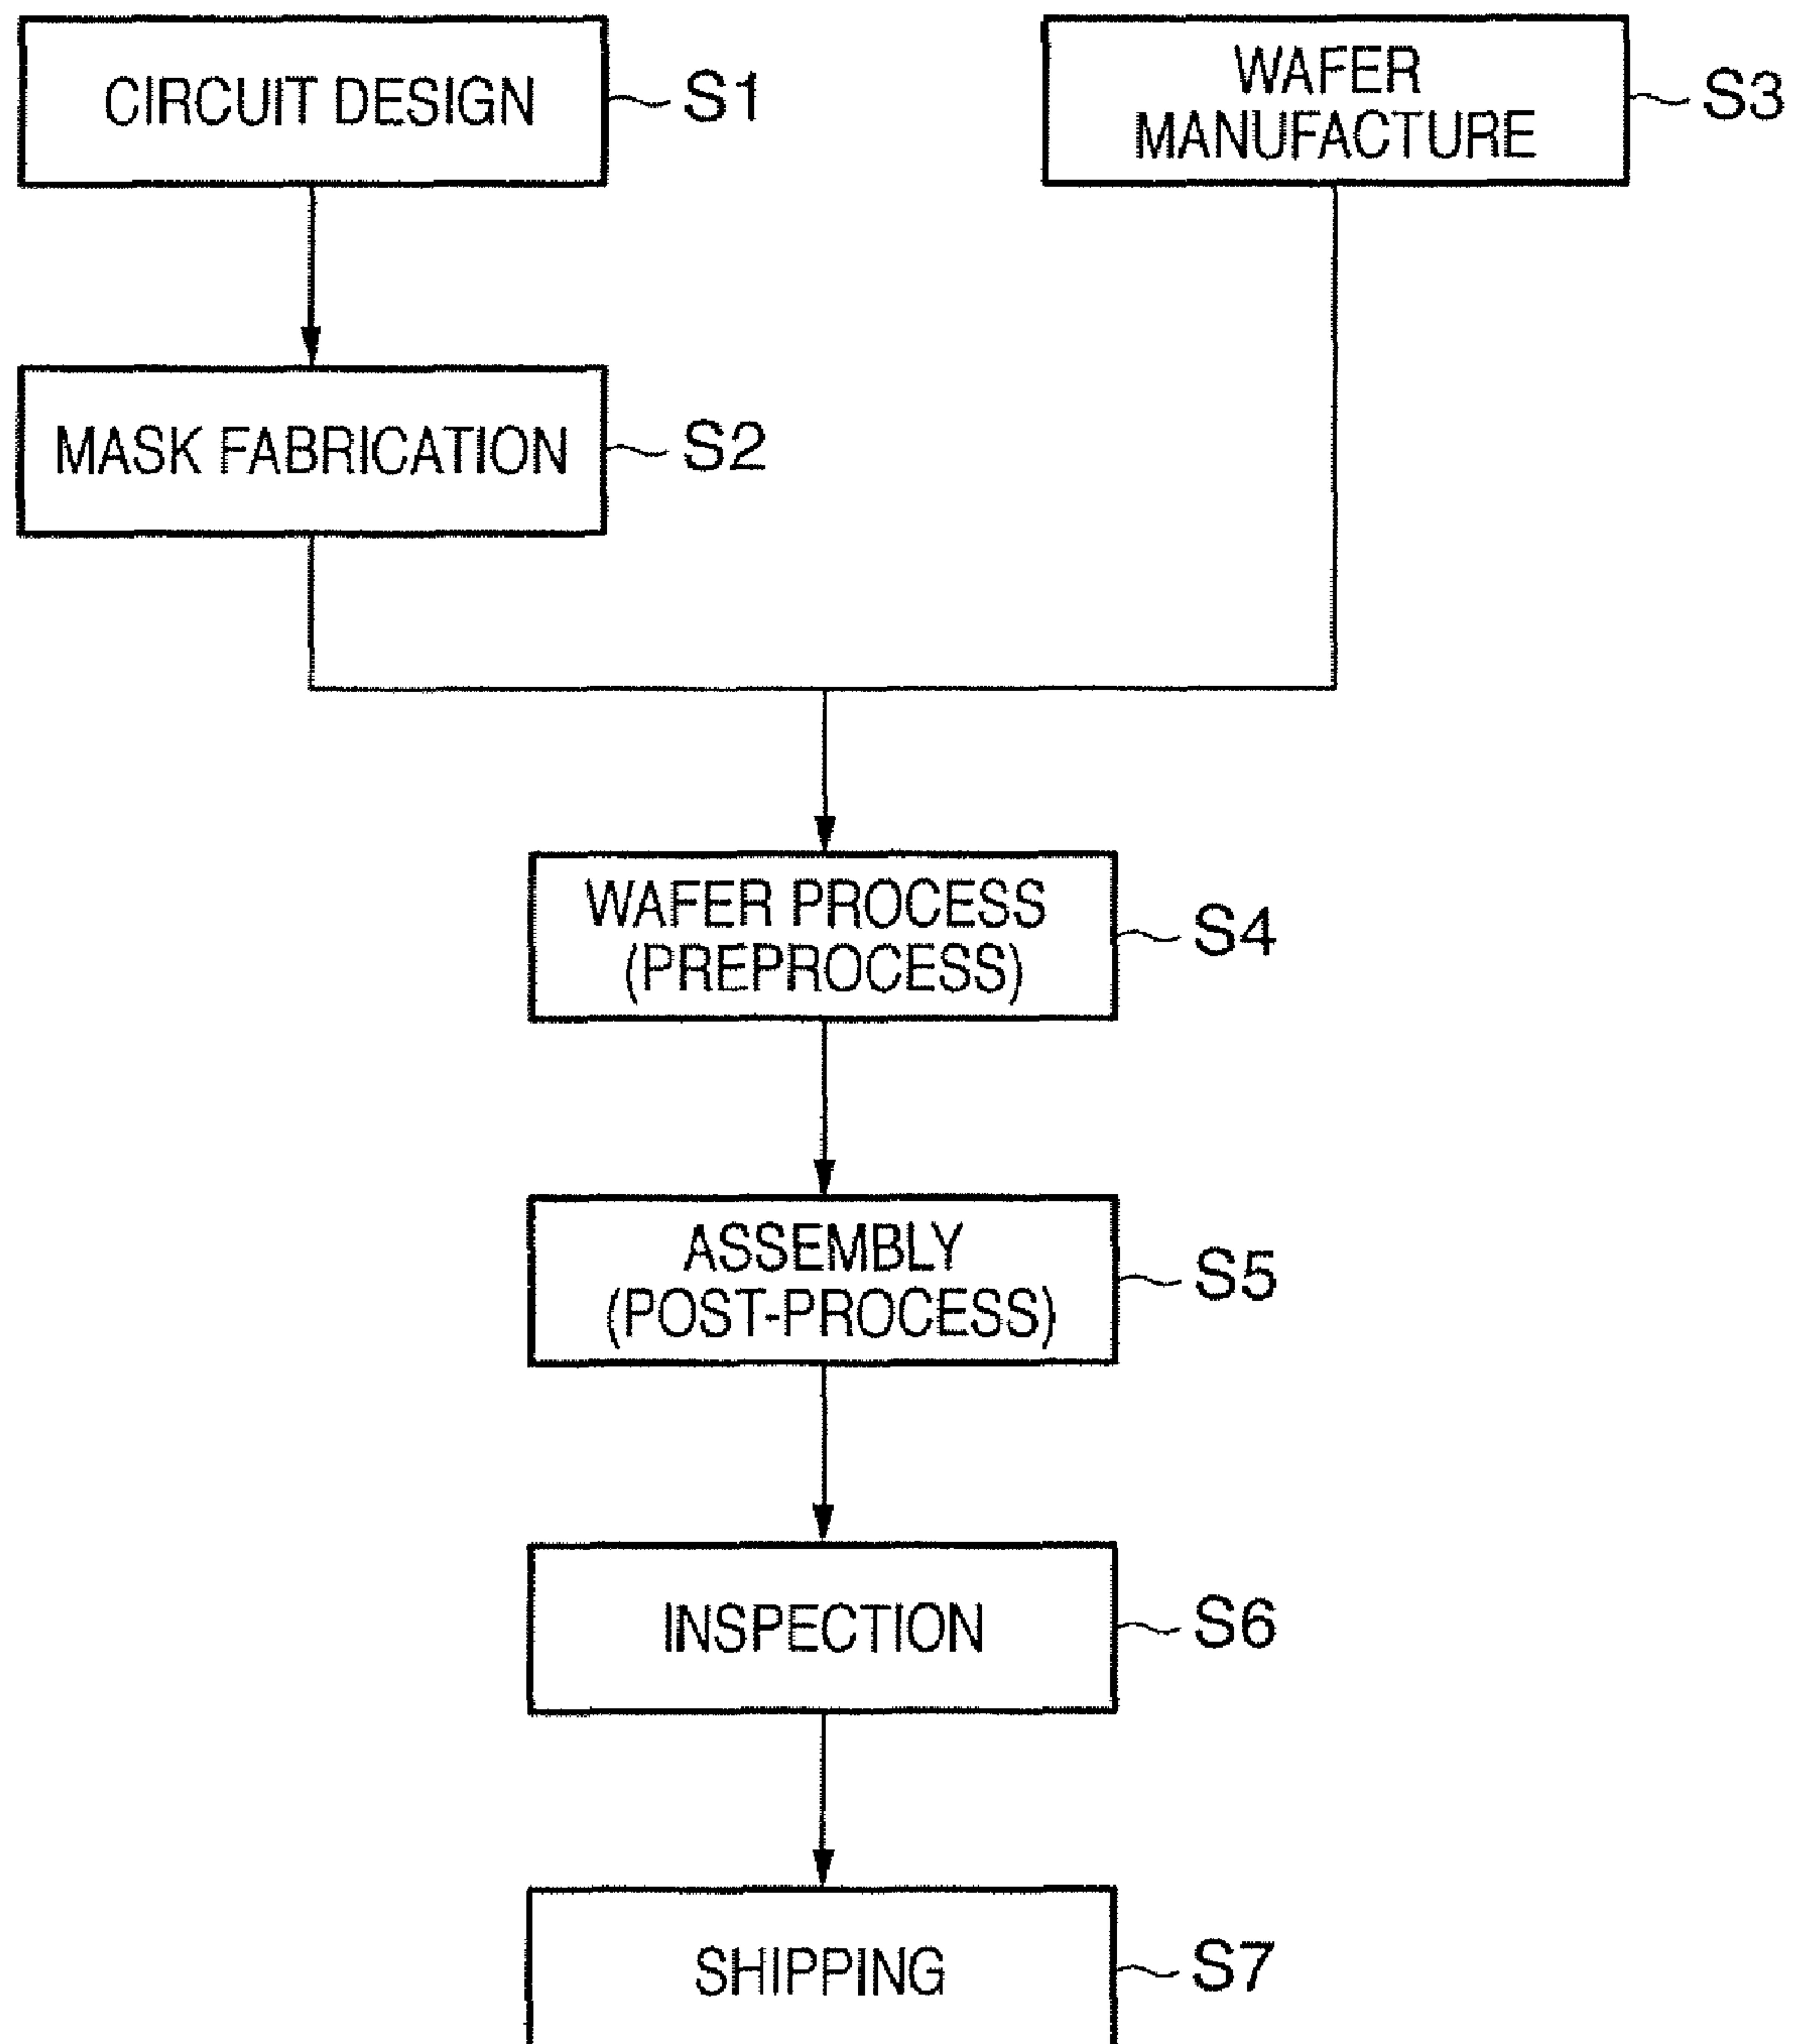 CIRCUIT DESIGN
S1
WAFER
MANUFACTURE
S3
MASK FABRICATION
S2
WAFER PROCESS
(PREPROCESS)
S4
ASSEMBLY
(POST-PROCESS)
S5
INSPECTION
S6
SHIPPING
S7